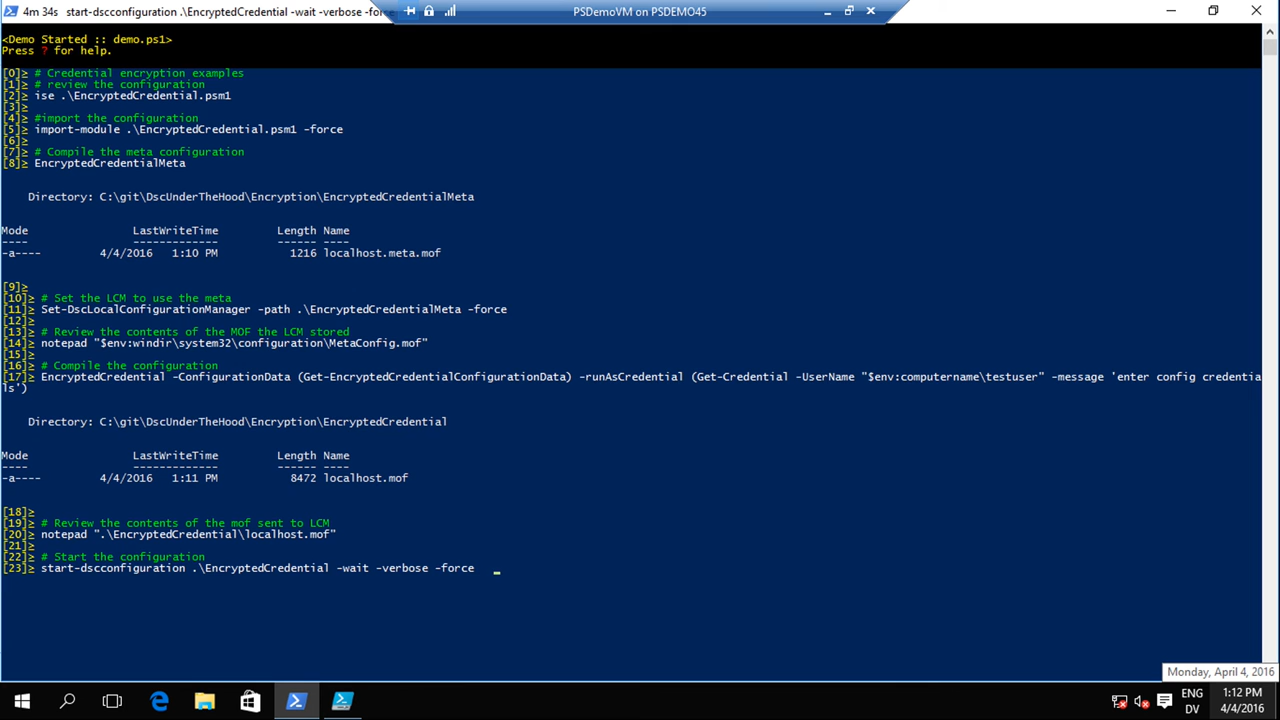 4m 34s start-dscconfiguration .\EncryptedCredential -wait -verbose -force
PSDemoVM on PSDEMO45
<Demo Started :: demo.ps1>
Press ? for help.
[0]> # Credential encryption examples
[1]> # review the configuration
[2]> ise .\EncryptedCredential.psm1
[3]>
[4]> #import the configuration
[5]> import-module .\EncryptedCredential.psm1 -force
[6]>
[7]> # Compile the meta configuration
[8]> EncryptedCredentialMeta
Directory: C:\git\DscUnderTheHood\Encryption\EncryptedCredentialMeta
Mode LastWriteTime Length Name
---- ------------- ------ ----
-a---- 4/4/2016 1:10 PM 1216 localhost.meta.mof
[9]>
[10]> # Set the LCM to use the meta
[11]> Set-DscLocalConfigurationManager -path .\EncryptedCredentialMeta -force
[12]>
[13]> # Review the contents of the MOF the LCM stored
[14]> notepad "$env:windir\system32\configuration\MetaConfig.mof"
[15]>
[16]> # Compile the configuration
[17]> EncryptedCredential -ConfigurationData (Get-EncryptedCredentialConfigurationData) -runAsCredential (Get-Credential -UserName "$env:computername\testuser" -message 'enter config credentia
ls')
Directory: C:\git\DscUnderTheHood\Encryption\EncryptedCredential
Mode LastWriteTime Length Name
---- ------------- ------ ----
-a---- 4/4/2016 1:11 PM 8472 localhost.mof
[18]>
[19]> # Review the contents of the mof sent to LCM
[20]> notepad ".\EncryptedCredential\localhost.mof"
[21]>
[22]> # Start the configuration
[23]> start-dscconfiguration .\EncryptedCredential -wait -verbose -force _
Monday, April 4, 2016
ENG 1:12 PM
DV 4/4/2016